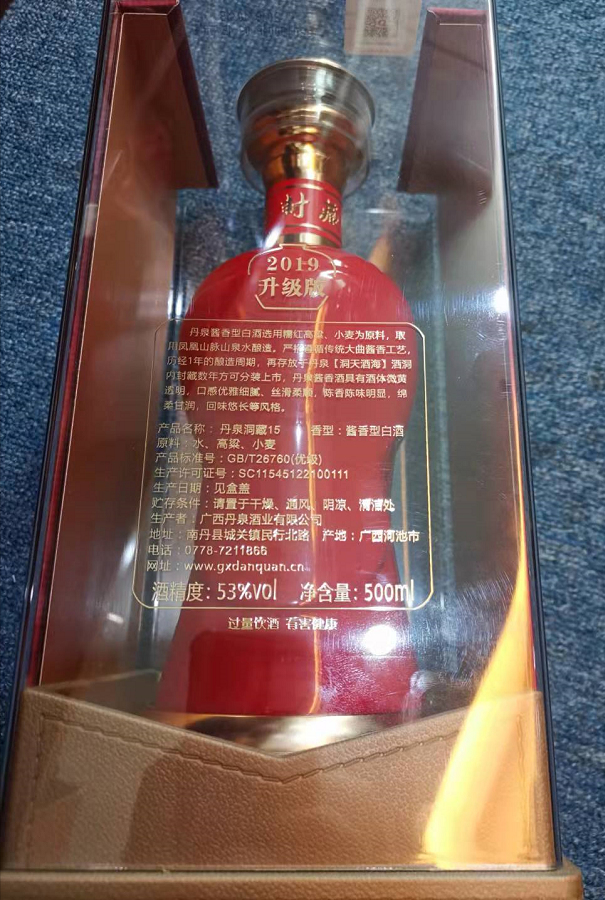 封藏
2019
升级版
丹泉酱香型白酒选用糯红高粱、小麦为原料，取
用凤凰山脉山泉水酿造。严格遵循传统大曲酱香工艺，
历经1年的酿造周期，再存放于丹泉【洞天酒海】酒洞
内封藏数年方可分装上市，丹泉酱香酒具有酒体微黄
透明，口感优雅细腻、丝滑柔顺，陈香陈味明显，绵
柔甘润，回味悠长等风格。
产品名称：丹泉洞藏15 香型：酱香型白酒
原料：水、高粱、小麦
产品标准号：GB/T26760(优级)
生产许可证号：SC11545122100111
生产日期：见盒盖
贮存条件：请置于干燥、通风、阴凉、清洁处
生产者：广西丹泉酒业有限公司
地址：南丹县城关镇民行北路 产地：广西河池市
电话：0778-7211866
网址：www.gxdanquan.cn
酒精度：53%vol 净含量：500ml
过量饮酒 有害健康